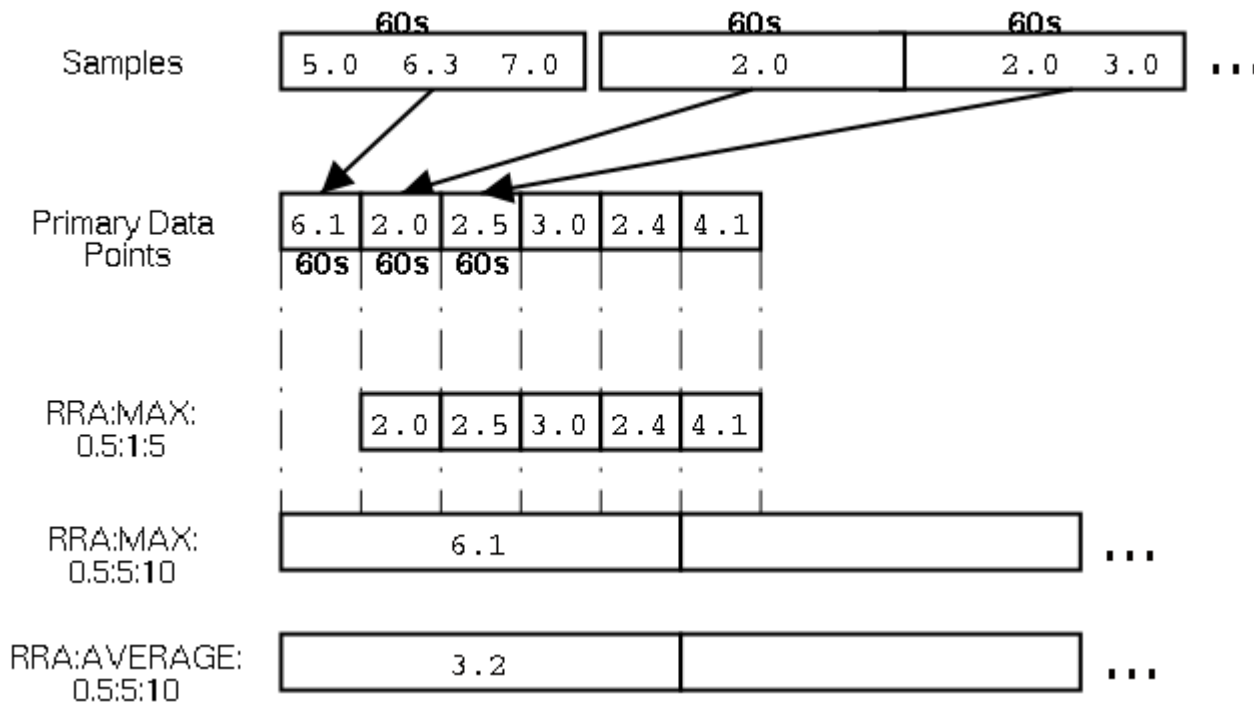 60s 60s 60s
Samples 5.0 6.3 7.0 2.0 2.0 3.0 ...
Primary Data
Points
6.1 2.0 2.5 3.0 2.4 4.1
60s 60s 60s
RRA:MAX:
0.5:1:5
2.0 2.5 3.0 2.4 4.1
RRA:MAX:
0.5:5:10
6.1 ...
RRA:AVERAGE:
0.5:5:10
3.2 ...